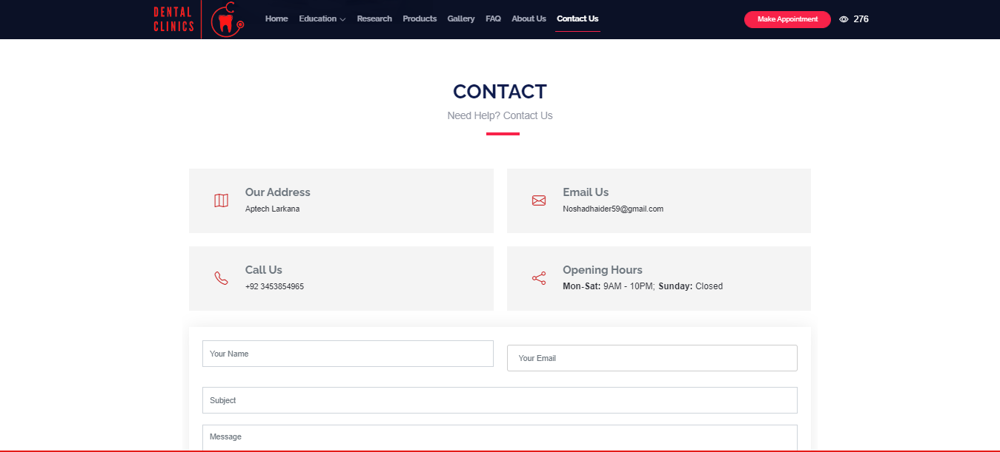 DENTAL
CLINICS
Home Education Research Products Gallery FAQ About Us Contact Us Make Appointment 276
CONTACT
Need Help? Contact Us
Our Address
Aptech Larkana
Email Us
Noshadhaider59@gmail.com
Call Us
+92 3453854965
Opening Hours
Mon-Sat: 9AM - 10PM; Sunday: Closed
Your Name
Your Email
Subject
Message